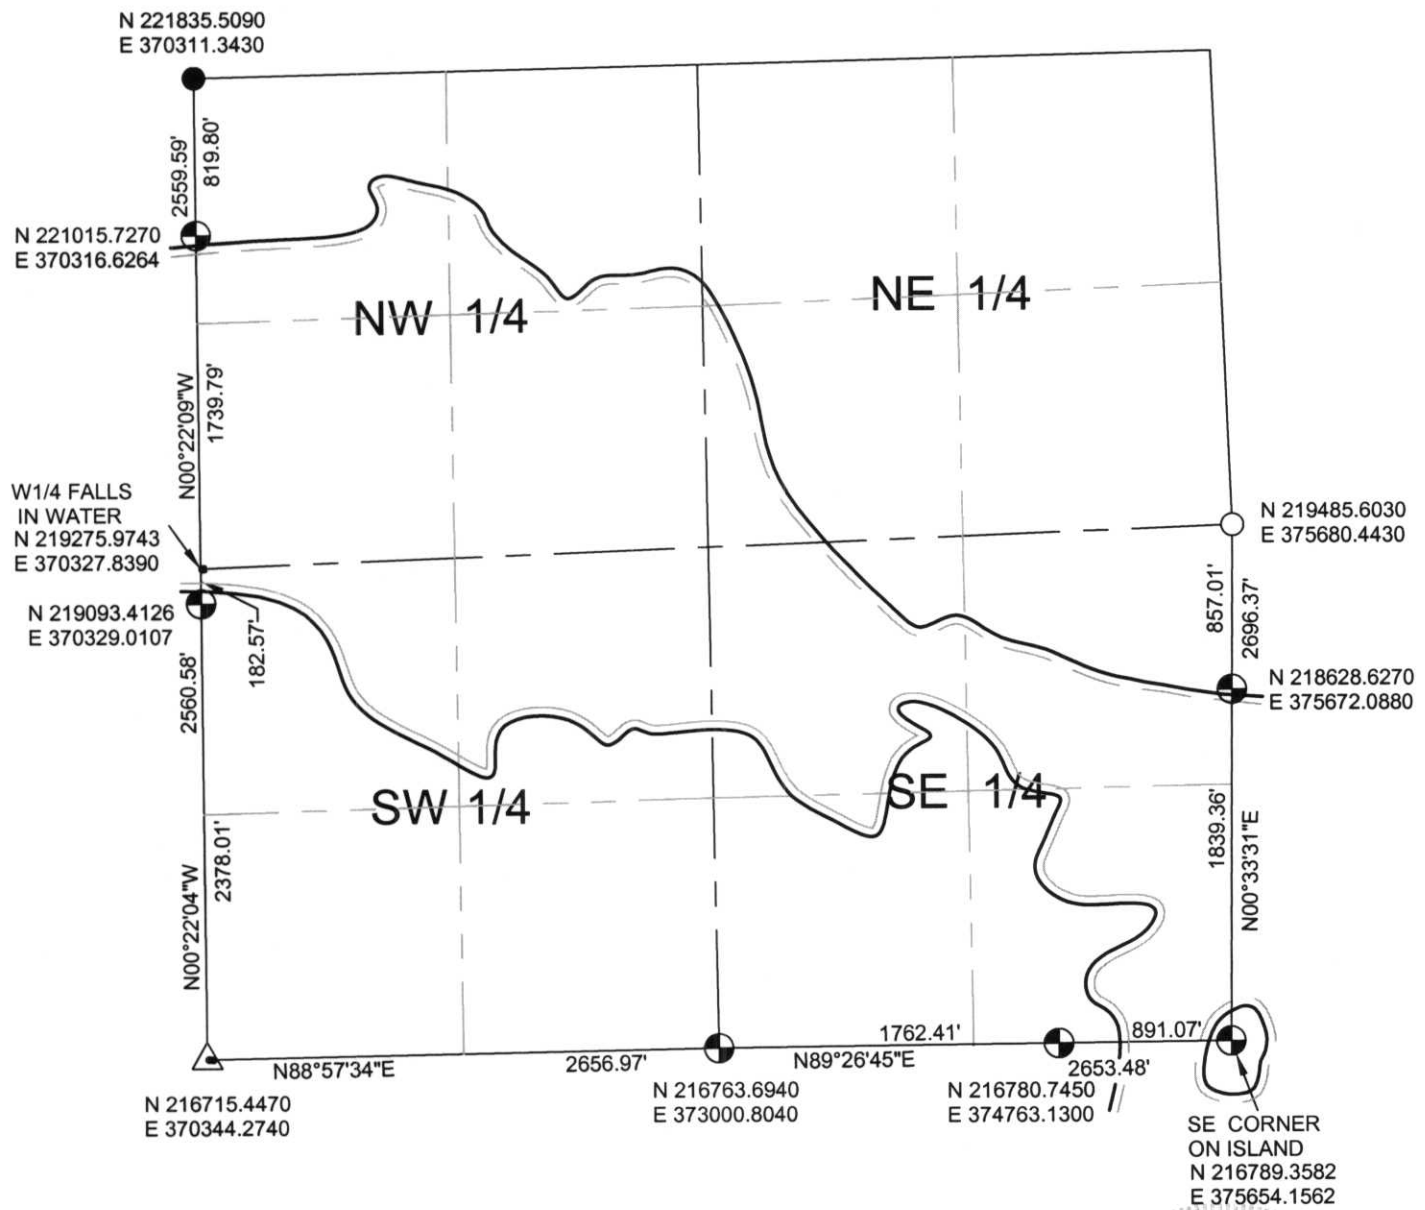 N 221835.5090
E 370311.3430
2559.59'
819.80'
N 221015.7270
E 370316.6264
NW 1/4
NE 1/4
N00°22'09"W
1739.79'
W1/4 FALLS
IN WATER
N 219275.9743
E 370327.8390
N 219485.6030
E 375680.4430
N 219093.4126
E 370329.0107
182.57'
857.01'
2696.37'
N 218628.6270
E 375672.0880
2560.58'
SW 1/4
SE 1/4
N00°22'04"W
2378.01'
1839.36'
N00°33'31"E
N88°57'34"E
2656.97'
N89°26'45"E
1762.41'
891.07'
2653.48'
N 216715.4470
E 370344.2740
N 216763.6940
E 373000.8040
N 216780.7450
E 374763.1300
SE CORNER
ON ISLAND
N 216789.3582
E 375654.1562